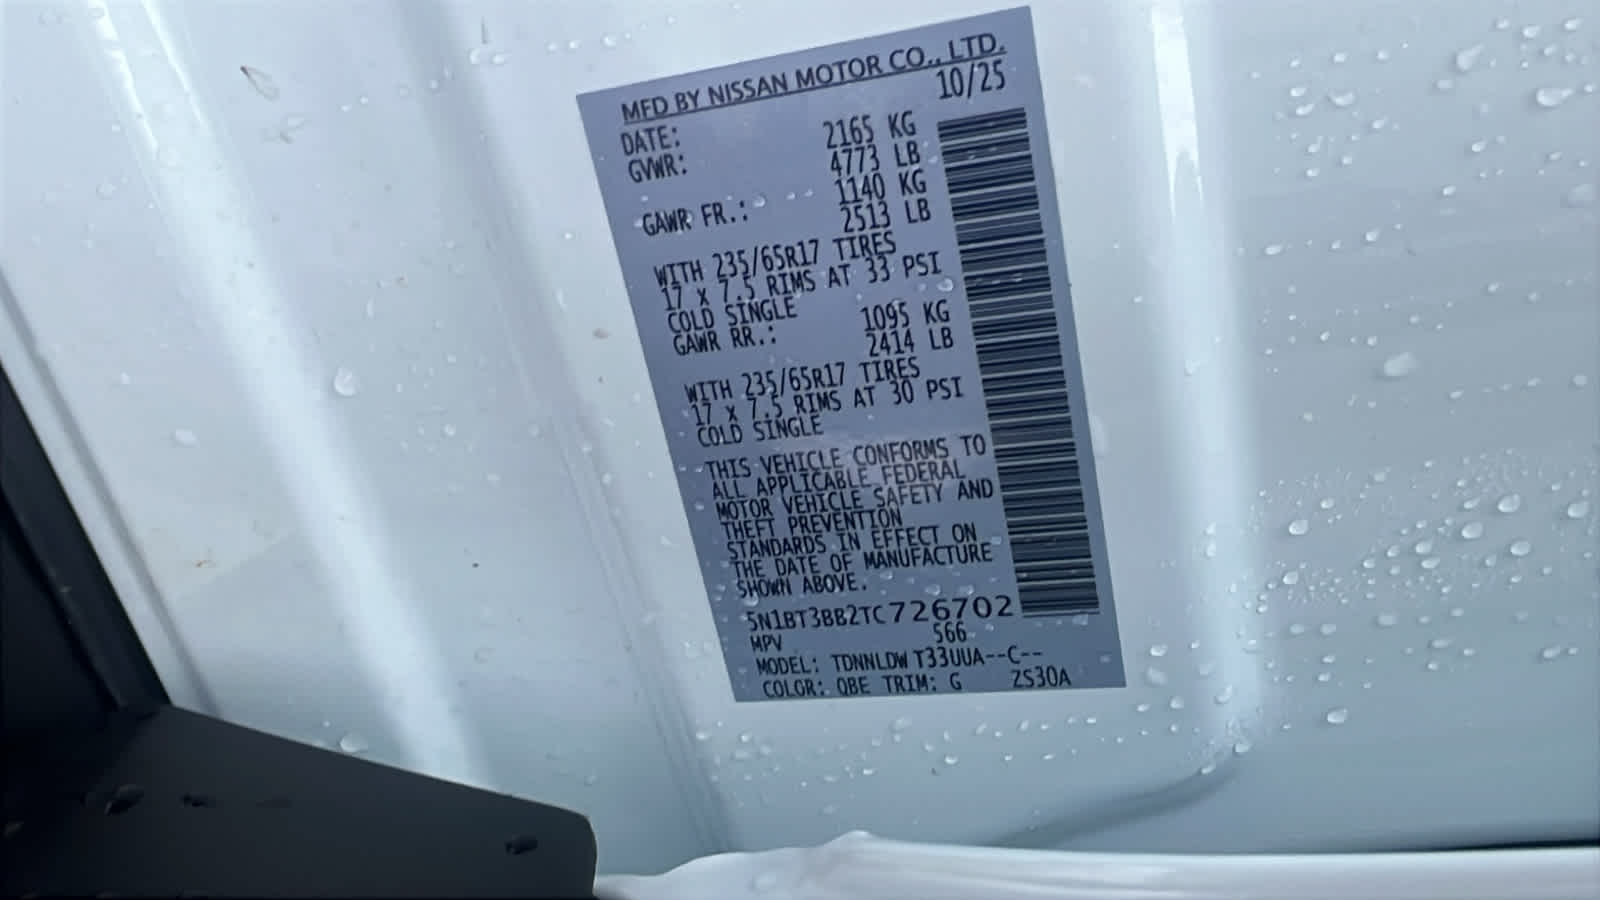 MFD BY NISSAN MOTOR CO., LTD.
DATE: 10/25
GVWR: 2165 KG
4773 LB
GAWR FR.: 1140 KG
2513 LB
WITH 235/65R17 TIRES
17 x 7.5 RIMS AT 33 PSI
COLD SINGLE
GAWR RR.: 1095 KG
2414 LB
WITH 235/65R17 TIRES
17 x 7.5 RIMS AT 30 PSI
COLD SINGLE
THIS VEHICLE CONFORMS TO
ALL APPLICABLE FEDERAL
MOTOR VEHICLE SAFETY AND
THEFT PREVENTION
STANDARDS IN EFFECT ON
THE DATE OF MANUFACTURE
SHOWN ABOVE.
5N1BT3BB2TC726702
MPV 566
MODEL: TDNNLDW T33UUA--C--
COLOR: QBE TRIM: G ZS30A